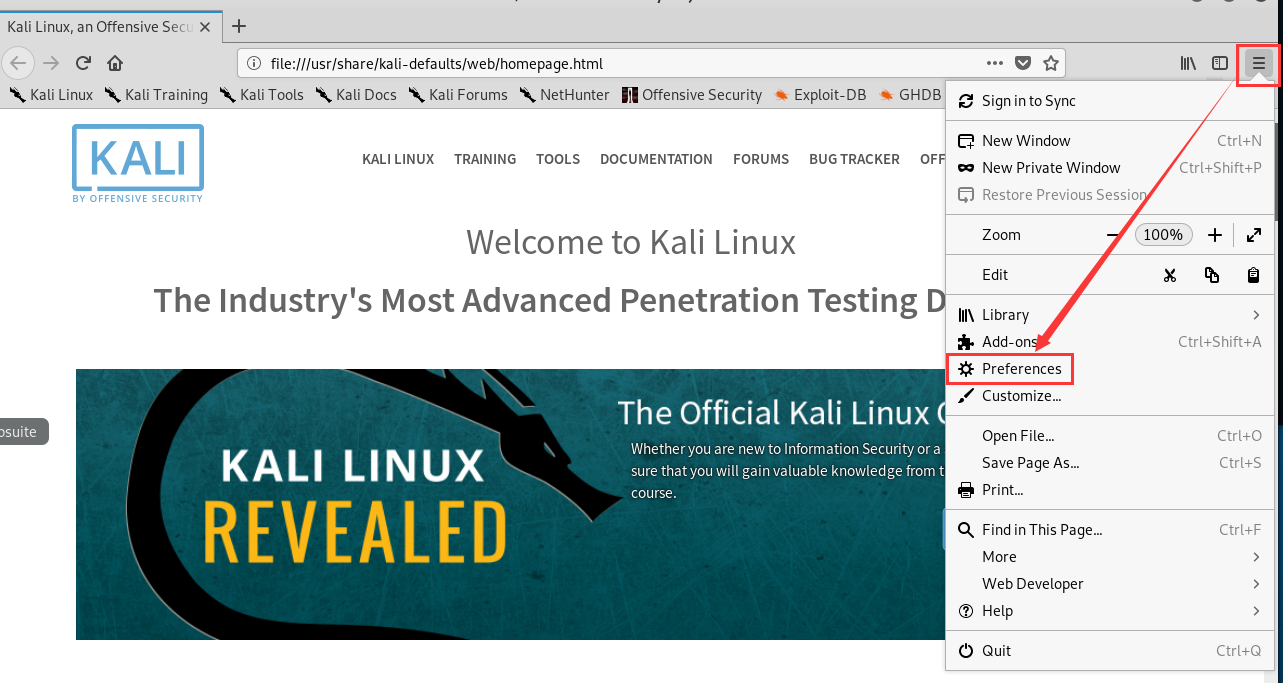 Kali Linux, an Offensive Secu
file:///usr/share/kali-defaults/web/homepage.html
Kali Linux Kali Training Kali Tools Kali Docs Kali Forums NetHunter Offensive Security Exploit-DB GHDB
KALI
BY OFFENSIVE SECURITY
KALI LINUX TRAINING TOOLS DOCUMENTATION FORUMS BUG TRACKER OFF
Welcome to Kali Linux
The Industry's Most Advanced Penetration Testing D
osuite
KALI LINUX
REVEALED
The Official Kali Linux C
Whether you are new to Information Security or a
sure that you will gain valuable knowledge from t
course.
Sign in to Sync
New Window Ctrl+N
New Private Window Ctrl+Shift+P
Restore Previous Session
Zoom 100%
Edit
Library
Add-ons Ctrl+Shift+A
Preferences
Customize...
Open File... Ctrl+O
Save Page As... Ctrl+S
Print...
Find in This Page... Ctrl+F
More
Web Developer
Help
Quit Ctrl+Q